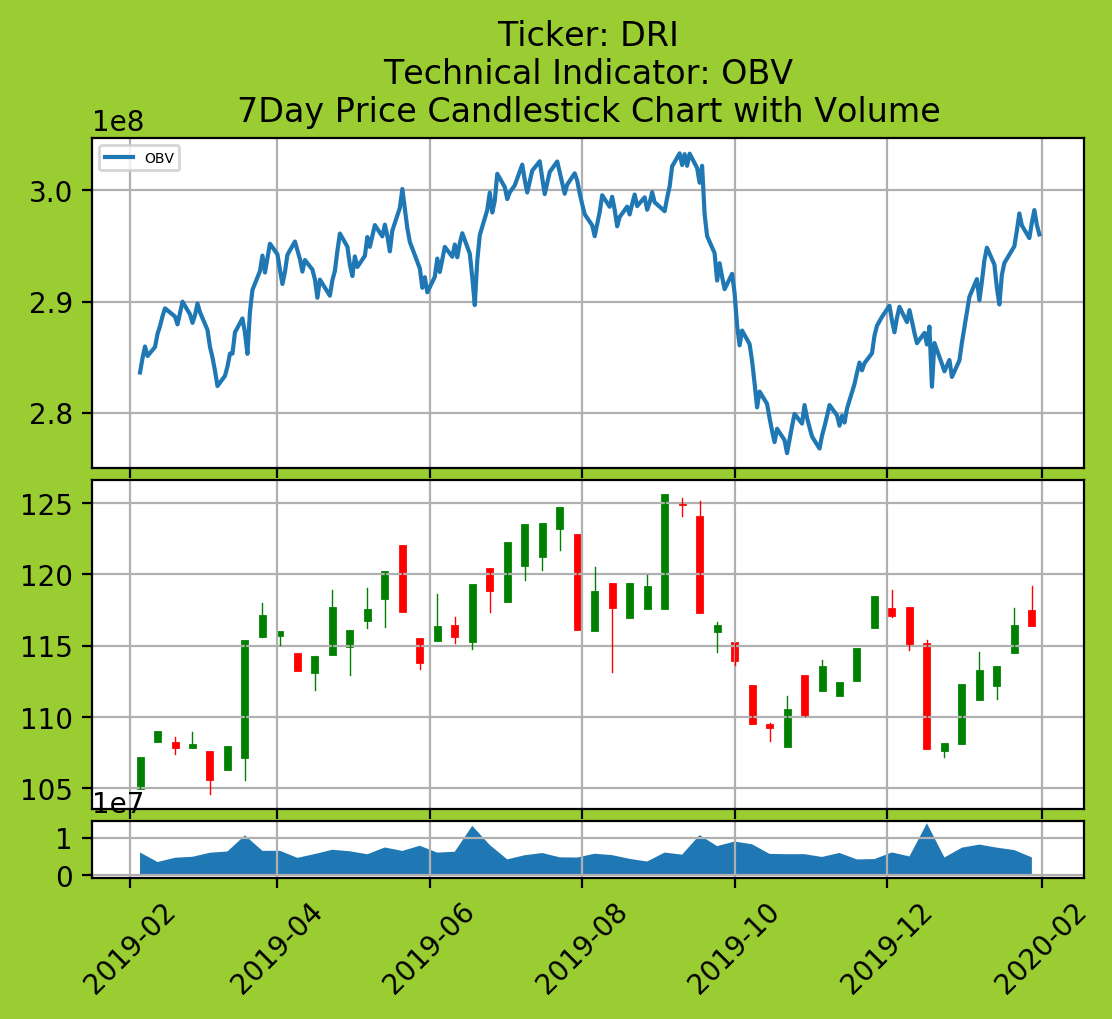 Ticker: DRI
Technical Indicator: OBV
7Day Price Candlestick Chart with Volume
1e8
OBV
3.0
2.9
2.8
125
120
115
110
105
1e7
1
0
2019-02
2019-04
2019-06
2019-08
2019-10
2019-12
2020-02